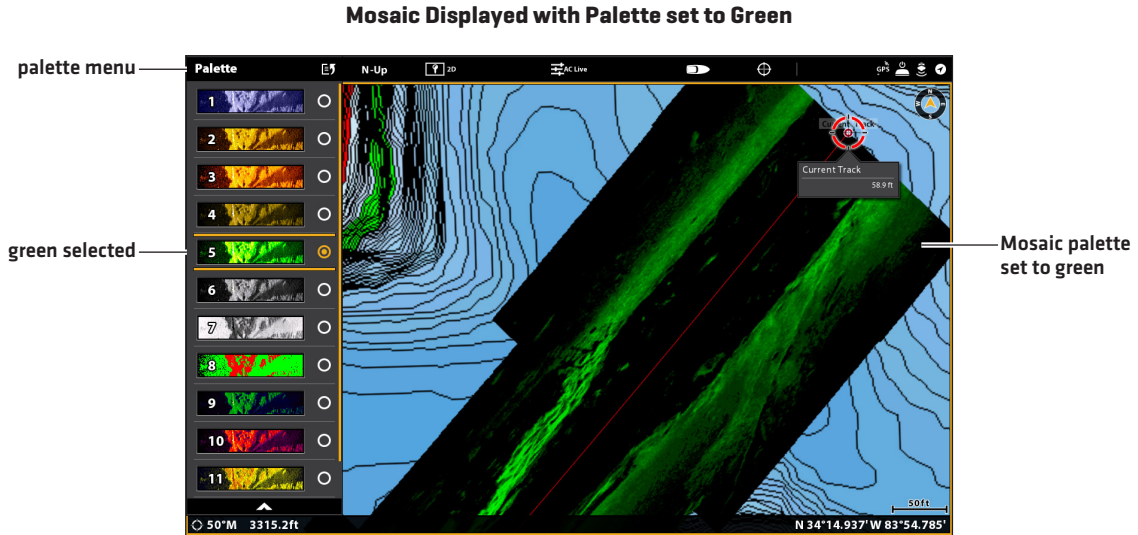 Mosaic Displayed with Palette set to Green
palette menu
Palette
N-Up
2D
AC Live
GPS
1
2
3
4
green selected
5
6
7
8
9
10
11
N
W
S
Current Track
58.9 ft
Mosaic palette
set to green
50ft
50°M 3315.2ft
N 34°14.937' W 83°54.785'